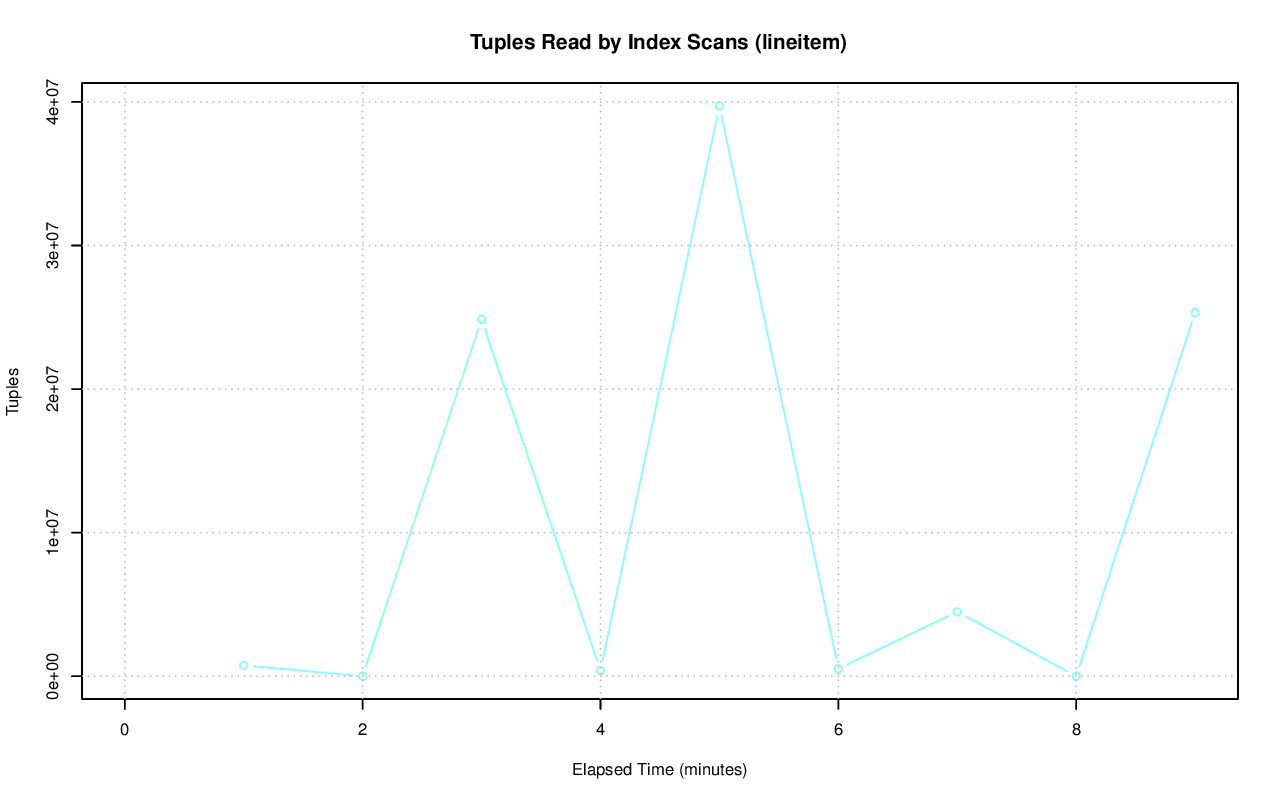 Tuples Read by Index Scans (lineitem)
4e+07
3e+07
2e+07
1e+07
0e+00
Tuples
0 2 4 6 8
Elapsed Time (minutes)